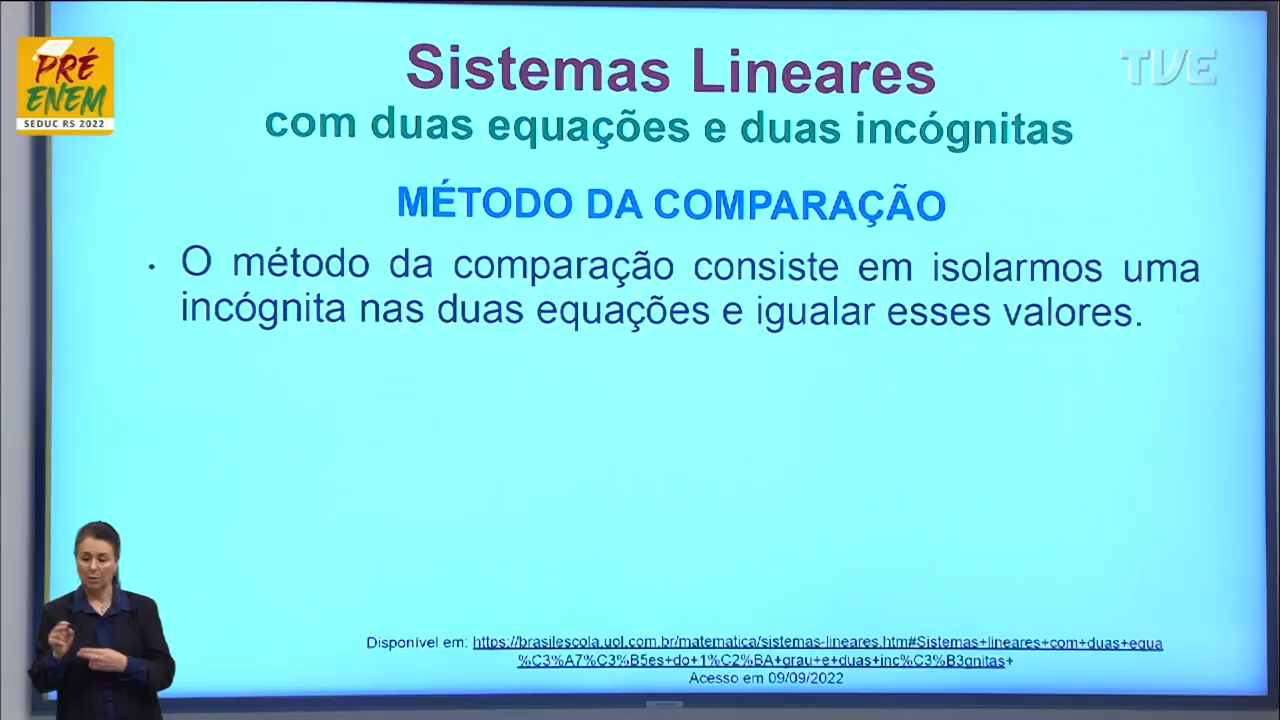 PRÉ
ENEM
SEDUC RS 2022
TVE
Sistemas Lineares
com duas equações e duas incógnitas
MÉTODO DA COMPARAÇÃO
• O método da comparação consiste em isolarmos uma
incógnita nas duas equações e igualar esses valores.
Disponível em: https://brasilescola.uol.com.br/matematica/sistemas-lineares.htm#Sistemas+lineares+com+duas+equa
%C3%A7%C3%B5es+do+1%C2%BA+grau+e+duas+inc%C3%B3gnitas+
Acesso em 09/09/2022